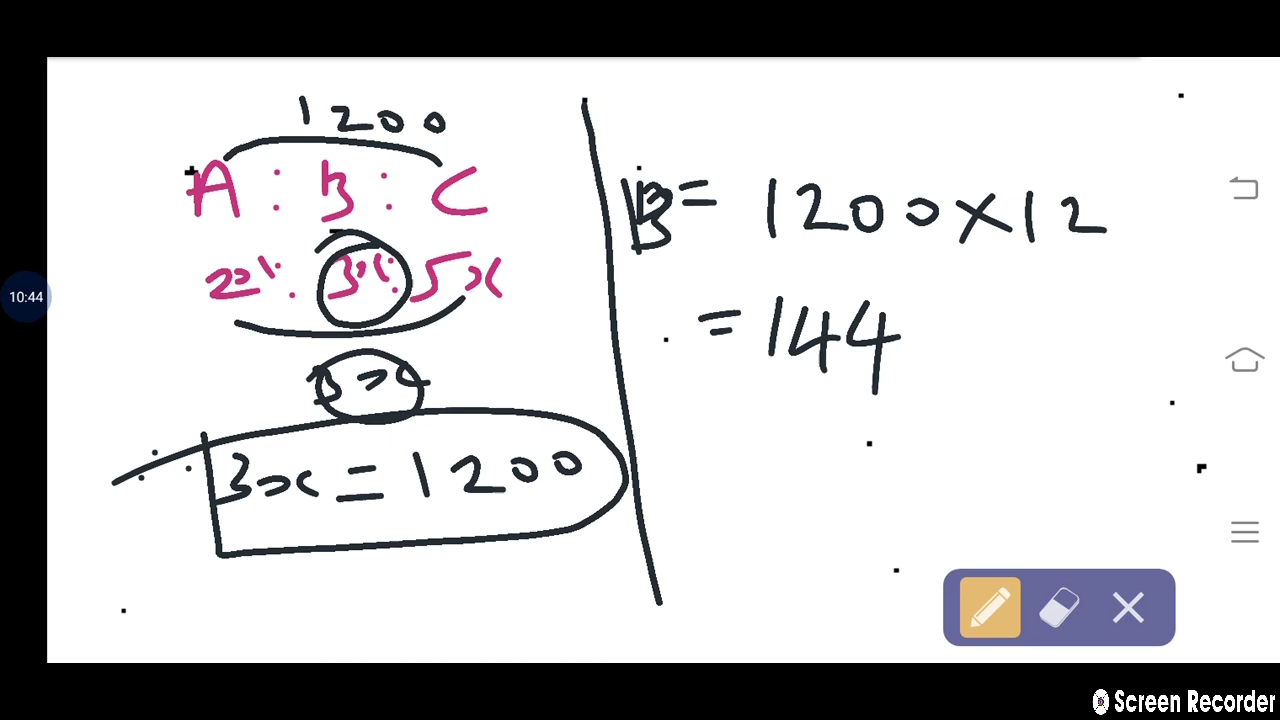 1200
A : B : C
2x : 3x : 5x
3x
∴ 3x = 1200
B = 1200 × 12
= 144
10:44
Screen Recorder